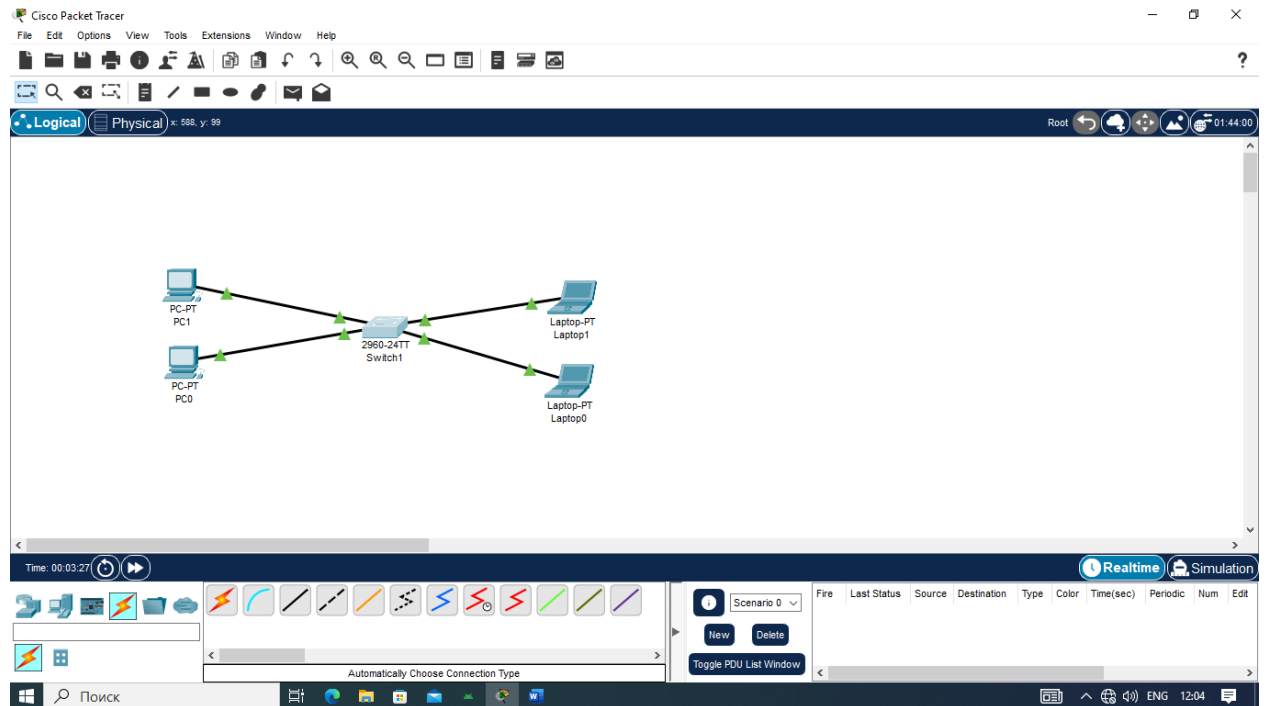 Cisco Packet Tracer
File Edit Options View Tools Extensions Window Help
?
Logical Physical x: 588, y: 99 Root 01:44:00
PC-PT
PC1
Laptop-PT
Laptop1
2960-24TT
Switch1
PC-PT
PC0
Laptop-PT
Laptop0
Time: 00:03:27 Realtime Simulation
Scenario 0
Fire Last Status Source Destination Type Color Time(sec) Periodic Num Edit
New Delete
Toggle PDU List Window
Automatically Choose Connection Type
Поиск ENG 12:04